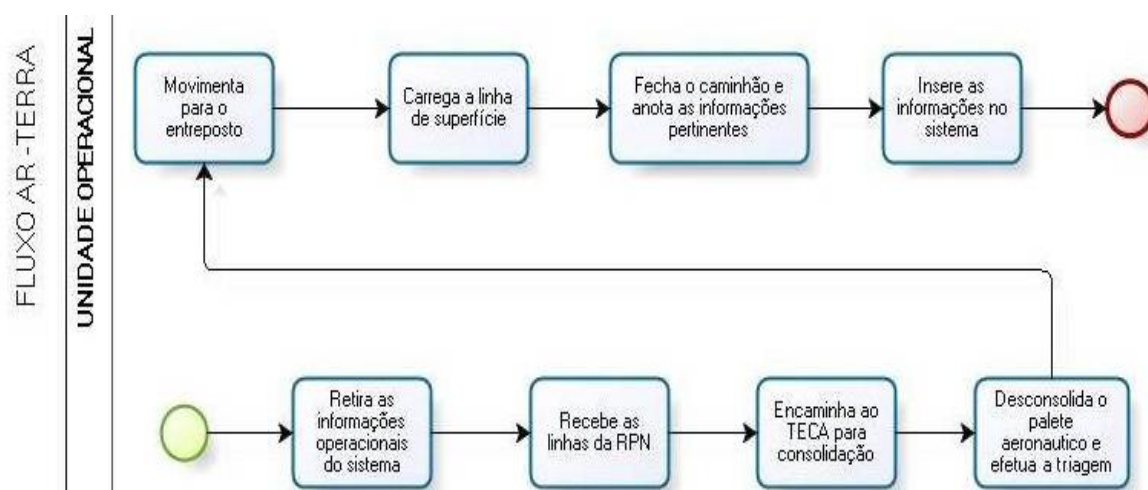 FLUXO AR -TERRA
UNIDADE OPERACIONAL
Movimenta
para o
entreposto
Carrega a linha
de superfície
Fecha o caminhão e
anota as informações
pertinentes
Insere as
informações no
sistema
Retira as
informações
operacionais
do sistema
Recebe as
linhas da RPN
Encaminha ao
TECA para
consolidação
Desconsolida o
palete
aeronautico e
efetua a triagem